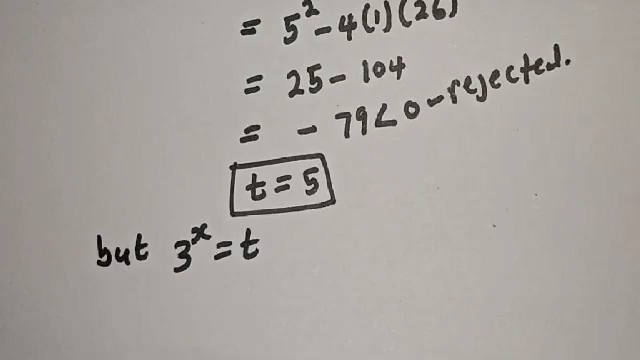 = 5² - 4(1)(26)
= 25 - 104
= - 79 < 0 - rejected.
t = 5
but 3ˣ = t